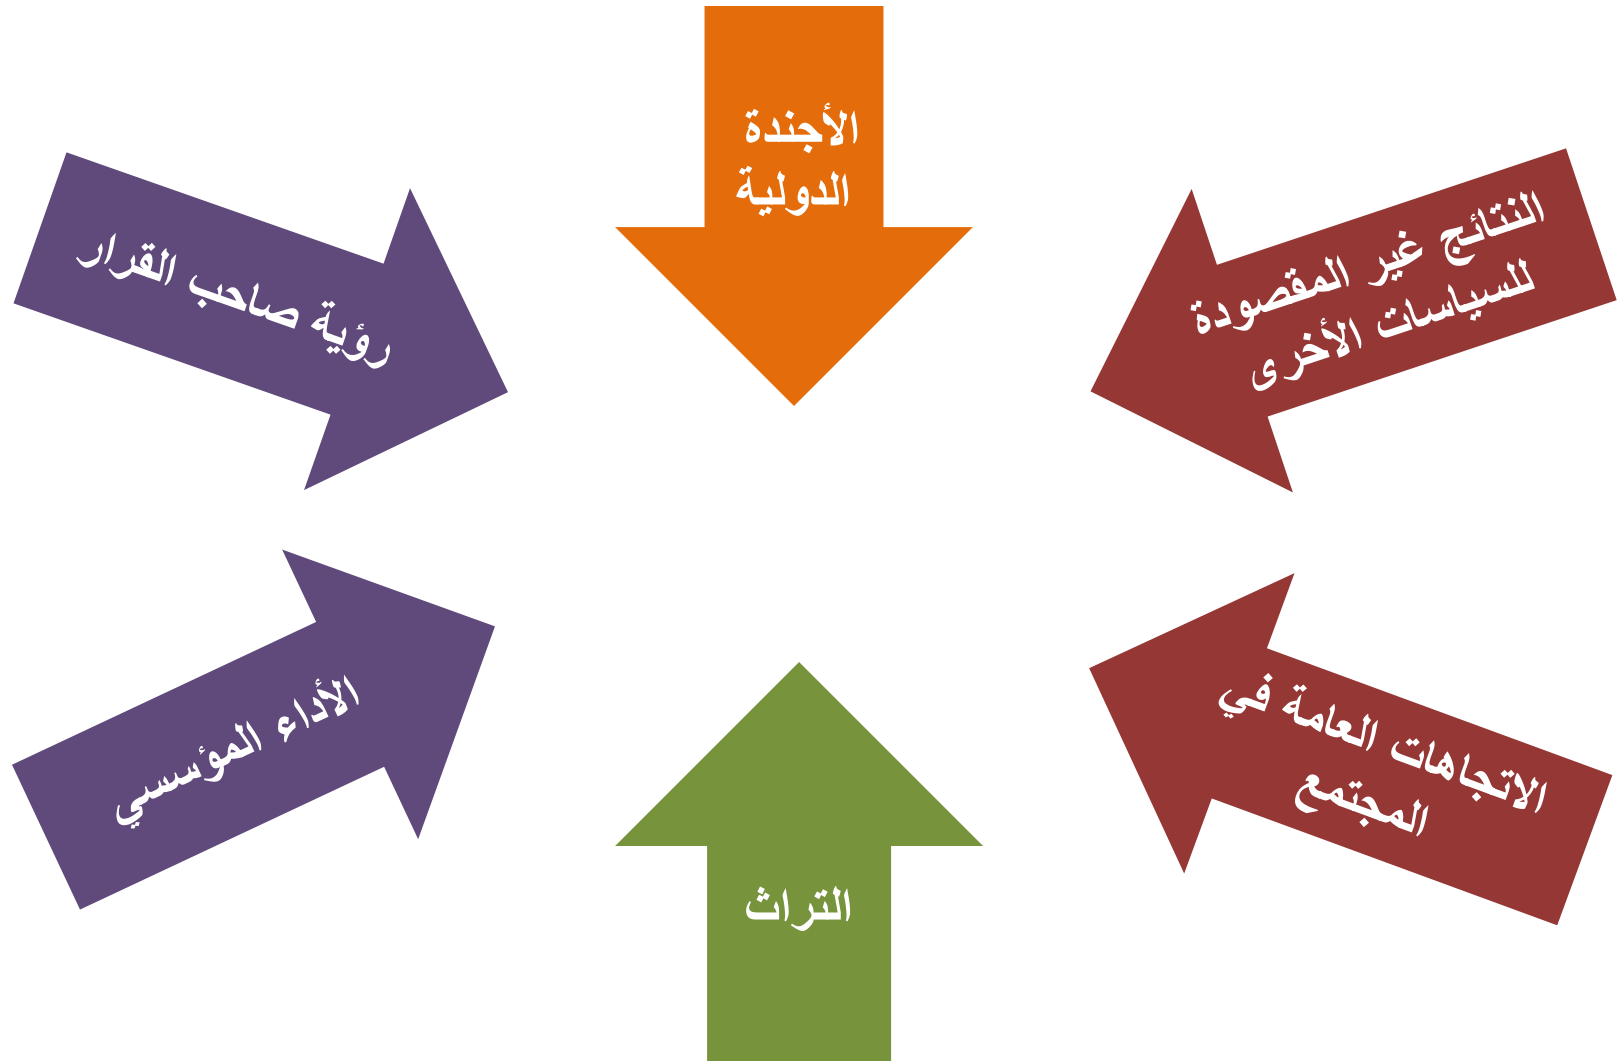 الأجندة
الدولية
النتائج غير المقصودة
للسياسات الأخرى
رؤية صاحب القرار
الاتجاهات العامة في
المجتمع
الأداء المؤسسي
التراث